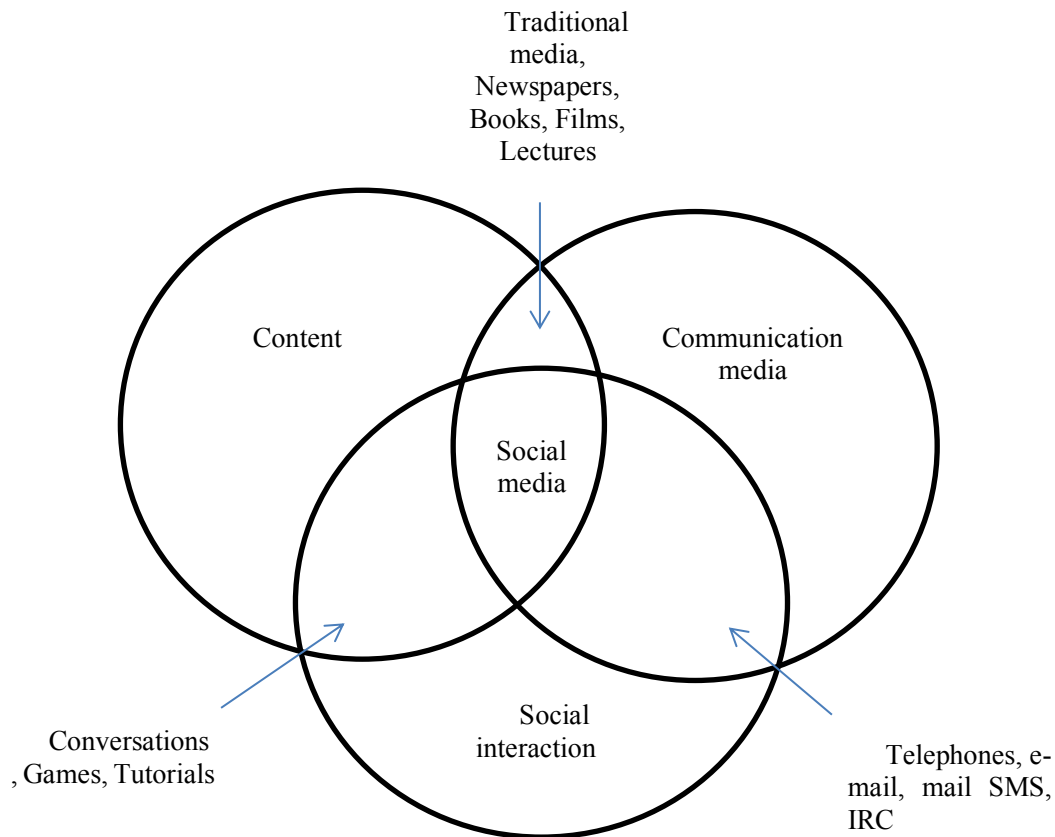 Traditional
media,
Newspapers,
Books, Films,
Lectures
Content
Communication
media
Social
media
Social
interaction
Conversations
, Games, Tutorials
Telephones, e-
mail, mail SMS,
IRC